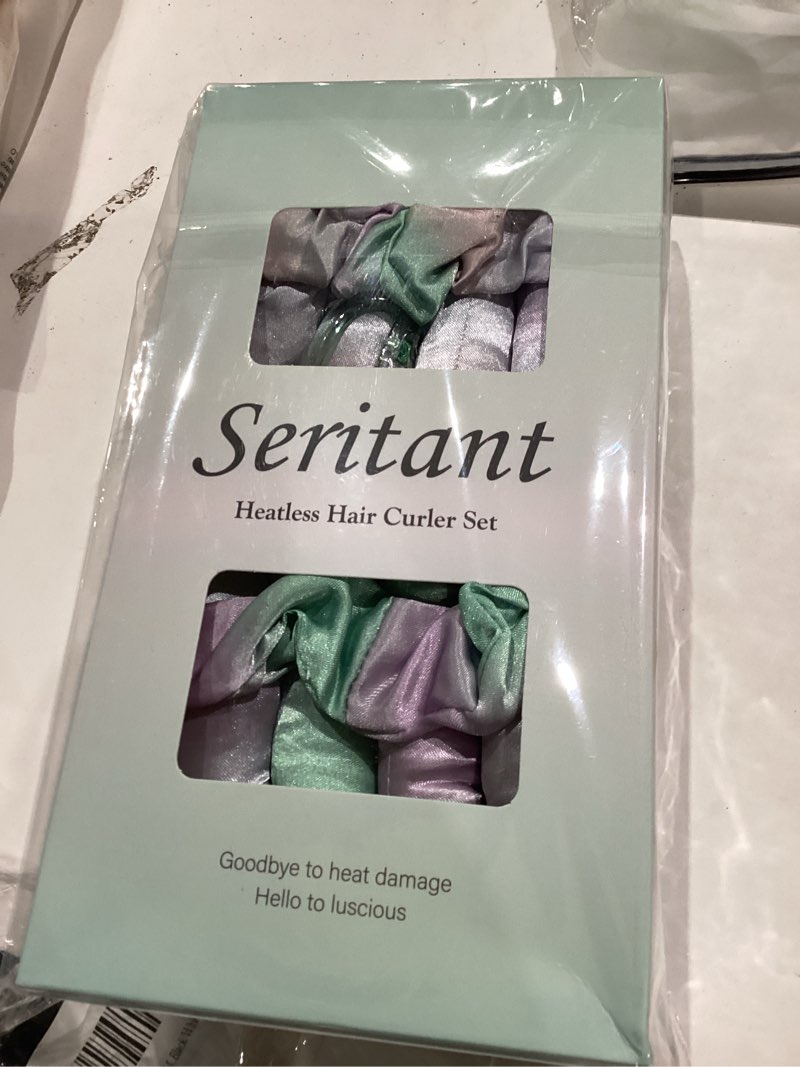 Seritant
Heatless Hair Curler Set
Goodbye to heat damage
Hello to luscious